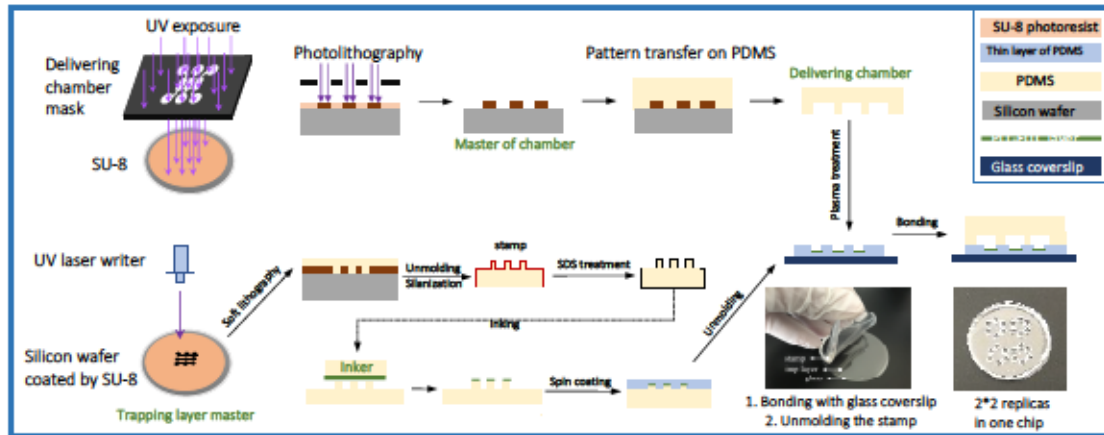 UV exposure
Delivering
chamber
mask
SU-8
Photolithography
Master of chamber
Pattern transfer on PDMS
Delivering chamber
Plasma treatment
SU-8 photoresist
Thin layer of PDMS
PDMS
Silicon wafer
layer
Glass coverslip
UV laser writer
Silicon wafer
coated by SU-8
Trapping layer master
Soft lithography
Unmolding
Silanization
stamp
SDS treatment
Inking
Inker
Spin coating
Unmolding
Bonding
stamp
glass
1. Bonding with glass coverslip
2. Unmolding the stamp
2*2 replicas
in one chip